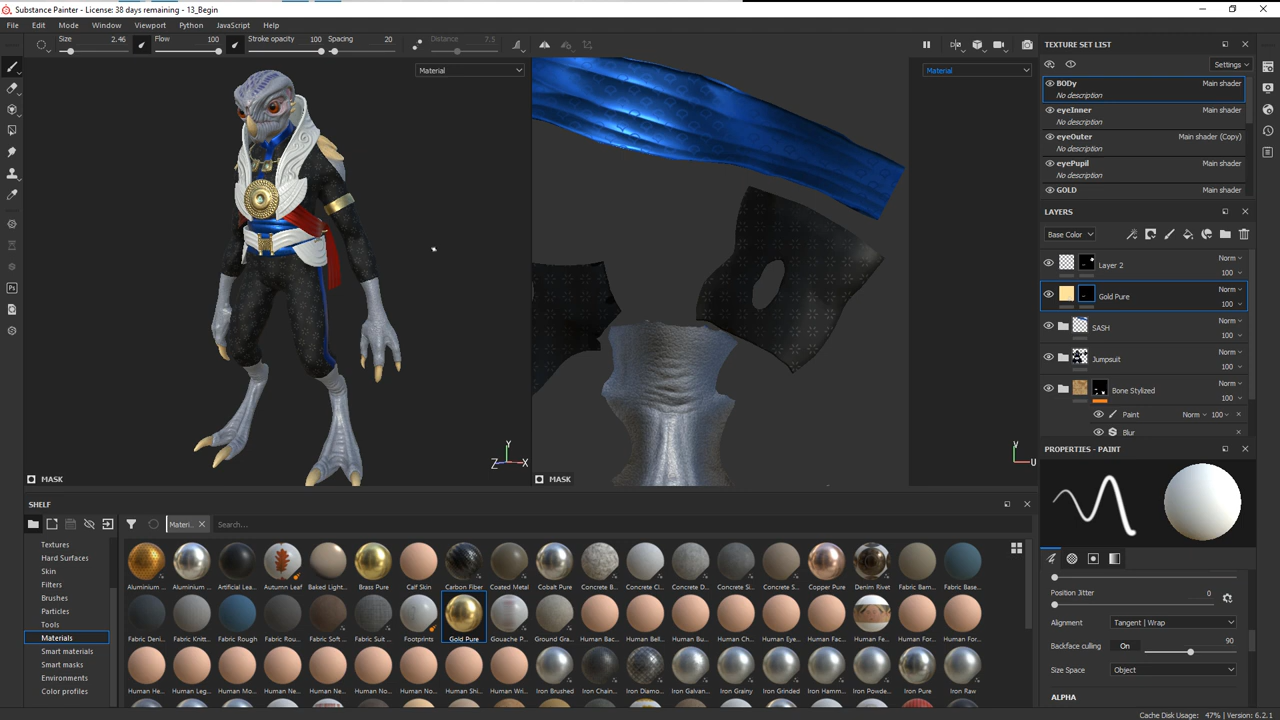 Substance Painter - License: 38 days remaining - 13_Begin
File Edit Mode Window Viewport Python JavaScript Help
Size 2.46 Flow 100 Stroke opacity 100 Spacing 20 Distance 7.5
Material
Material
MASK
MASK
Y
Z X
V
U
TEXTURE SET LIST
Settings
BODy Main shader
No description
eyeInner Main shader
No description
eyeOuter Main shader (Copy)
No description
eyePupil Main shader
No description
GOLD Main shader
LAYERS
Base Color
Layer 2 Norm 100
Gold Pure Norm 100
SASH Norm 100
Jumpsuit Norm 100
Bone Stylized Norm 100
Paint Norm 100
Blur
PROPERTIES - PAINT
Position Jitter 0
Alignment Tangent | Wrap
Backface culling On 90
Size Space Object
ALPHA
SHELF
Materi... Search...
Textures
Hard Surfaces
Skin
Filters
Brushes
Particles
Tools
Materials
Smart materials
Smart masks
Environments
Color profiles
Aluminium ... Aluminium ... Artificial Lea... Autumn Leaf Baked Light... Brass Pure Calf Skin Carbon Fiber Coated Metal Cobalt Pure Concrete B... Concrete Cl... Concrete D... Concrete Si... Concrete S... Copper Pure Denim Rivet Fabric Barn... Fabric Base...
Fabric Deni... Fabric Knitt... Fabric Rough Fabric Rou... Fabric Soft ... Fabric Suit ... Footprints Gold Pure Gouache P... Ground Gra... Human Bac... Human Bell... Human Bu... Human Ch... Human Eye... Human Fac... Human Fe... Human For... Human For...
Human He... Human Leg... Human Mo... Human Ne... Human Ne... Human No... Human No... Human Shi... Human Wri... Iron Brushed Iron Chain... Iron Diamo... Iron Galvan... Iron Grainy Iron Grinded Iron Hamm... Iron Powde... Iron Pure Iron Raw
Cache Disk Usage: 47% | Version: 6.2.1